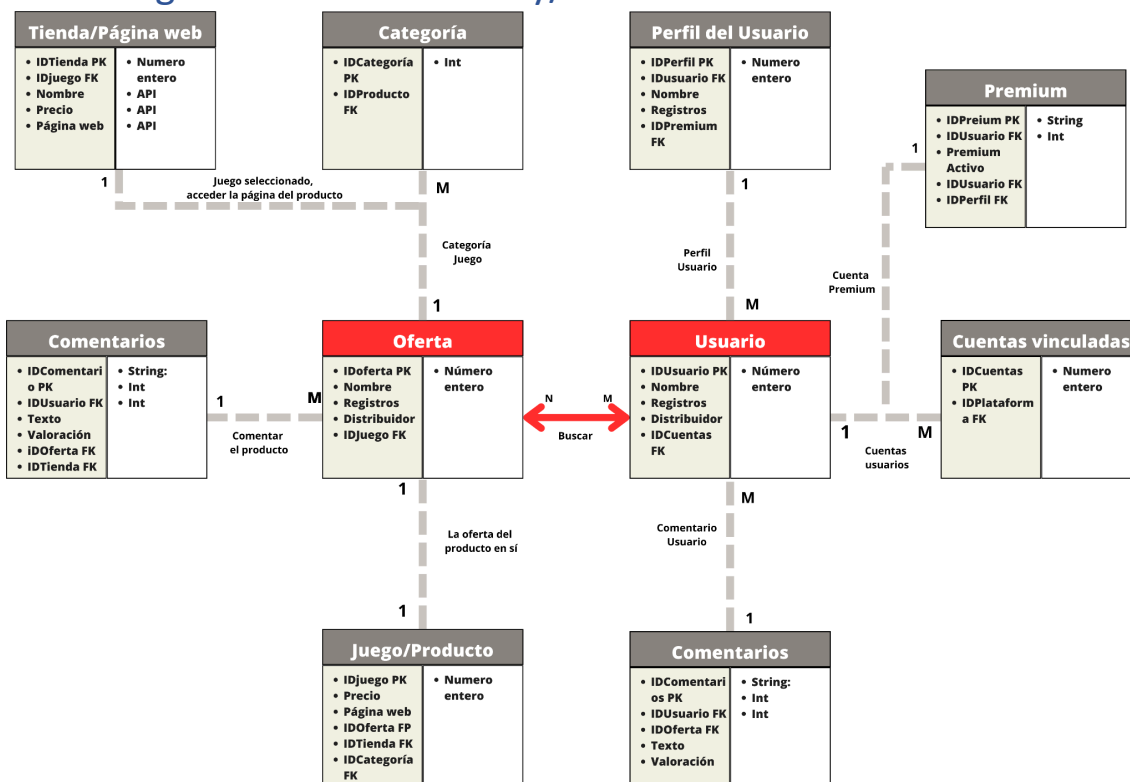 Tienda/Página web
• IDTienda PK
• IDjuego FK
• Nombre
• Precio
• Página web
• Numero
entero
• API
• API
• API
Categoría
• IDCategoría
PK
• IDProducto
FK
• Int
Perfil del Usuario
• IDPerfil PK
• IDusuario FK
• Nombre
• Registros
• IDPremium
FK
• Numero
entero
Premium
• IDPreium PK
• IDUsuario FK
• Premium
Activo
• IDUsuario FK
• IDPerfil FK
• String
• Int
1
Juego seleccionado,
acceder la página del producto
M
1
1
Categoría
Juego
Perfil
Usuario
Cuenta
Premium
1
M
Comentarios
• IDComentari
o PK
• IDUsuario FK
• Texto
• Valoración
• iDOferta FK
• IDTienda FK
• String:
• Int
• Int
1
M
Comentar
el producto
Oferta
• IDoferta PK
• Nombre
• Registros
• Distribuidor
• IDJuego FK
• Número
entero
N
M
Buscar
Usuario
• IDUsuario PK
• Nombre
• Registros
• Distribuidor
• IDCuentas
FK
• Número
entero
1
M
Cuentas
usuarios
Cuentas vinculadas
• IDCuentas
PK
• IDPlataform
a FK
• Numero
entero
1
M
La oferta del
producto en sí
Comentario
Usuario
1
1
Juego/Producto
• IDjuego PK
• Precio
• Página web
• IDOferta FP
• IDTienda FK
• IDCategoría
FK
• Numero
entero
Comentarios
• IDComentari
os PK
• IDUsuario FK
• IDOferta FK
• Texto
• Valoración
• String:
• Int
• Int